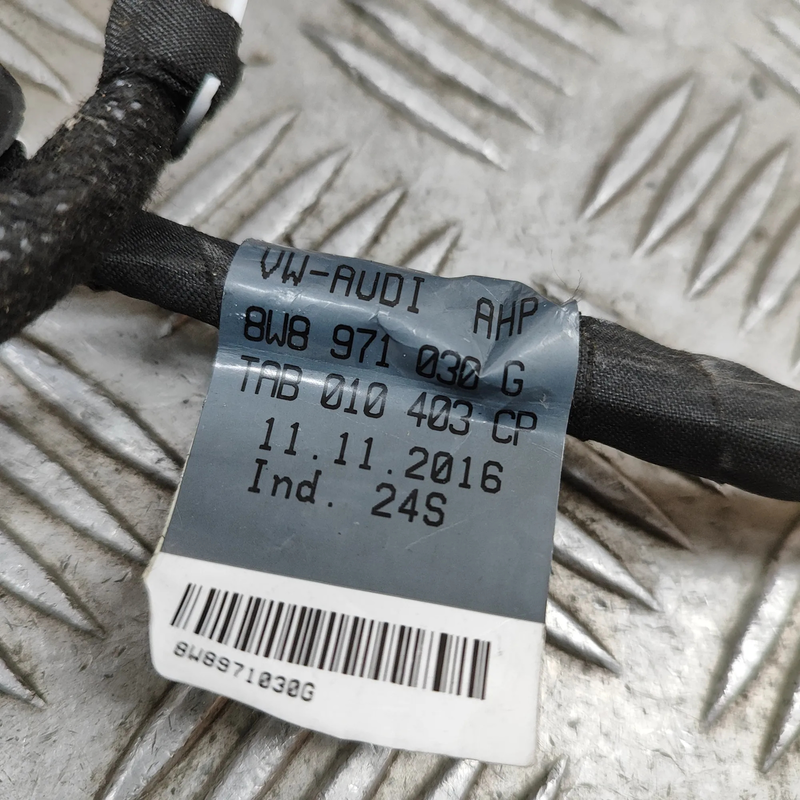 VW-AUDI AHP
8W8 971 030 G
TAB 010 403 CP
11.11.2016
Ind. 24S
8W8971030G